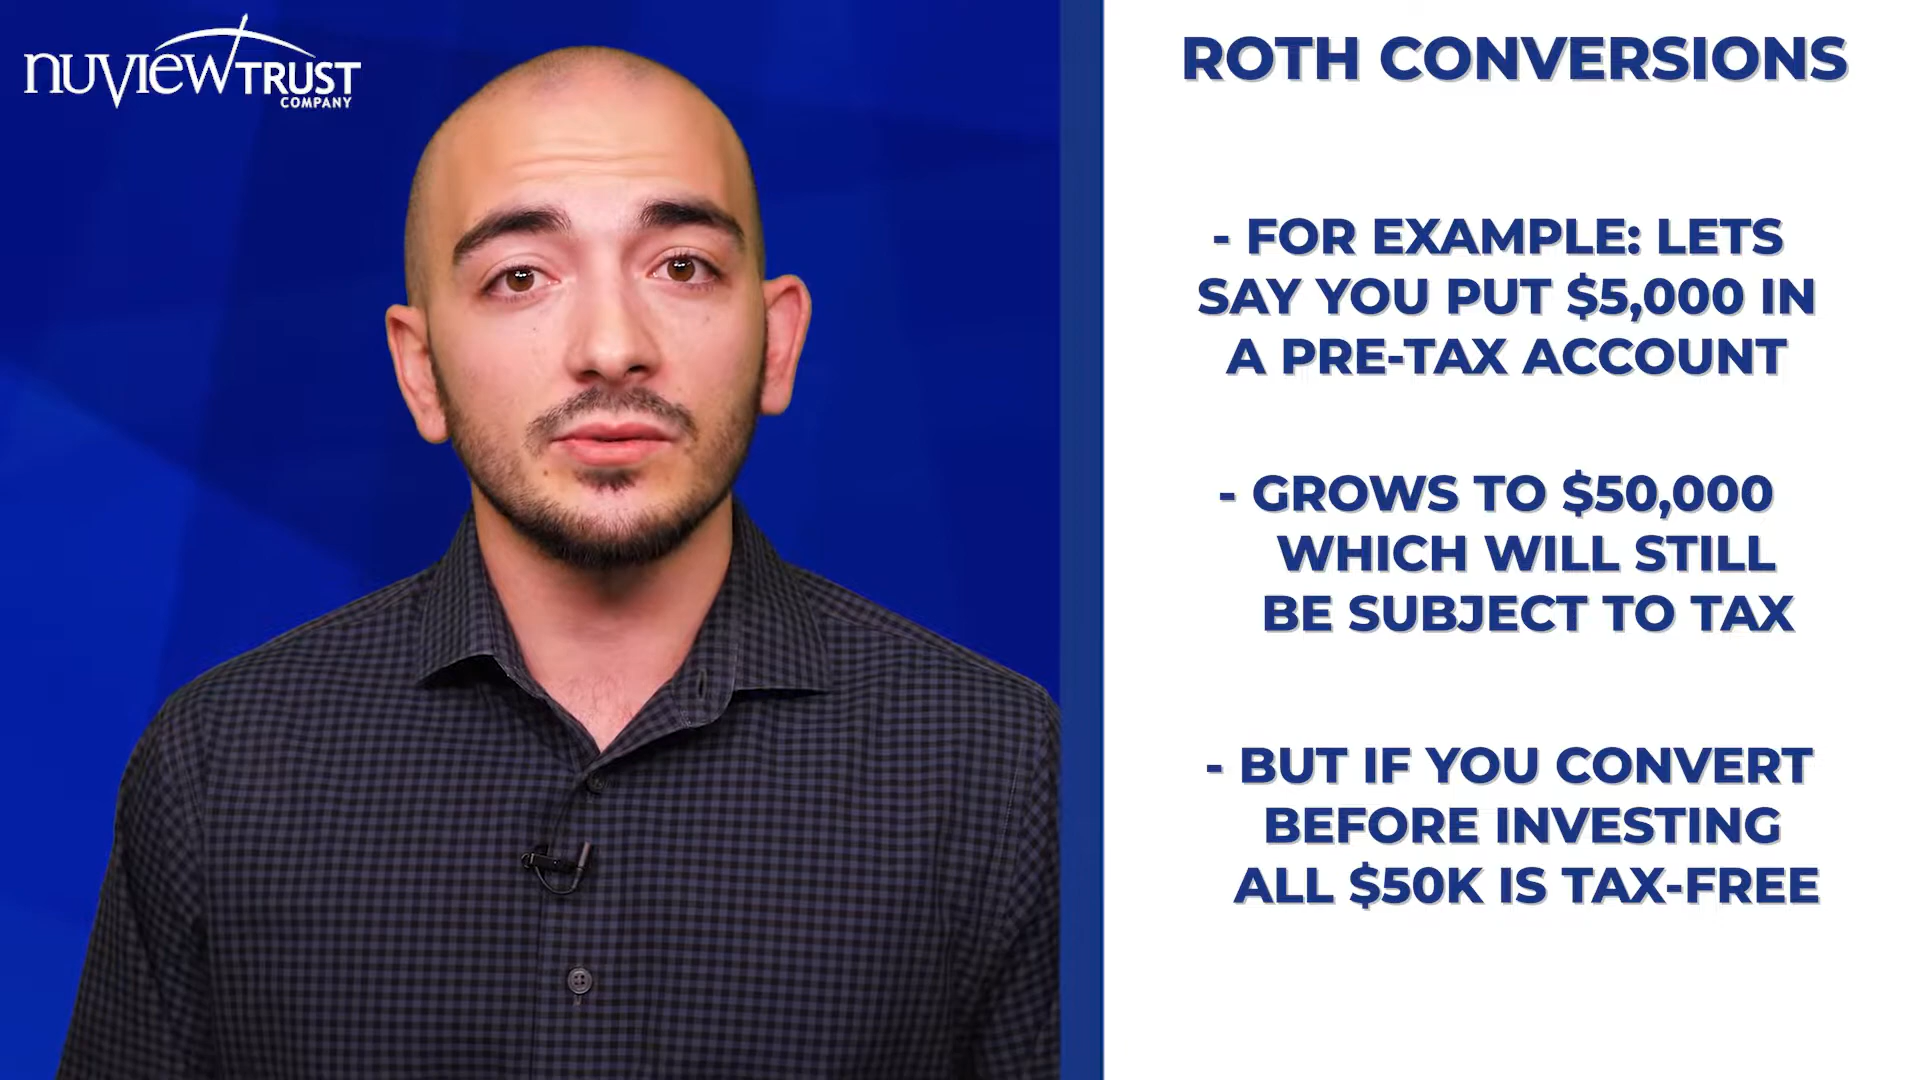 nuview TRUST
COMPANY
ROTH CONVERSIONS
- FOR EXAMPLE: LETS
SAY YOU PUT $5,000 IN
A PRE-TAX ACCOUNT
- GROWS TO $50,000
WHICH WILL STILL
BE SUBJECT TO TAX
- BUT IF YOU CONVERT
BEFORE INVESTING
ALL $50K IS TAX-FREE